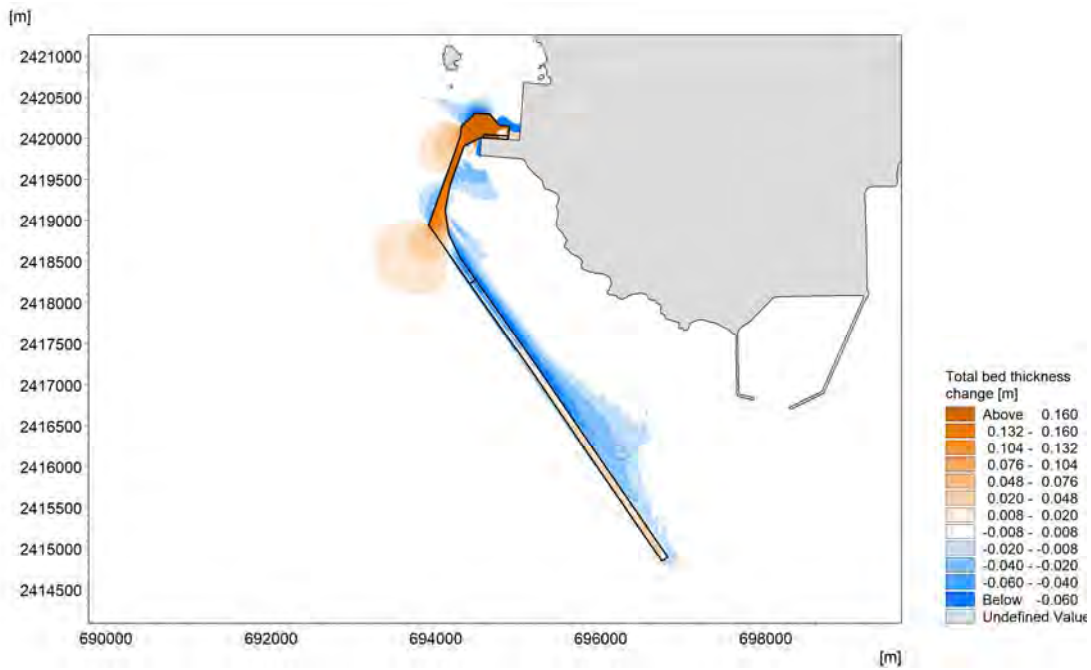 [m]
2421000
2420500
2420000
2419500
2419000
2418500
2418000
2417500
2417000
2416500
2416000
2415500
2415000
2414500
690000 692000 694000 696000 698000
[m]
Total bed thickness
change [m]
Above 0.160
0.132 - 0.160
0.104 - 0.132
0.076 - 0.104
0.048 - 0.076
0.020 - 0.048
0.008 - 0.020
-0.008 - 0.008
-0.020 - -0.008
-0.040 - -0.020
-0.060 - -0.040
Below -0.060
Undefined Value